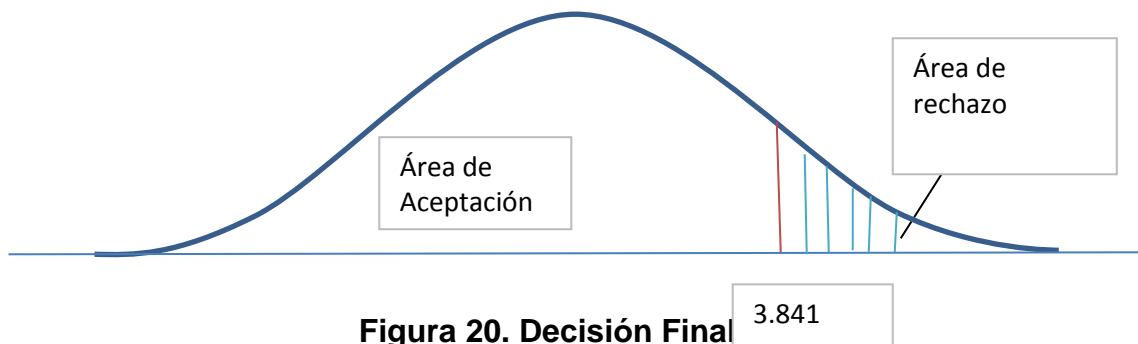 Área de
rechazo
Área de
Aceptación
3.841
Figura 20. Decisión Final